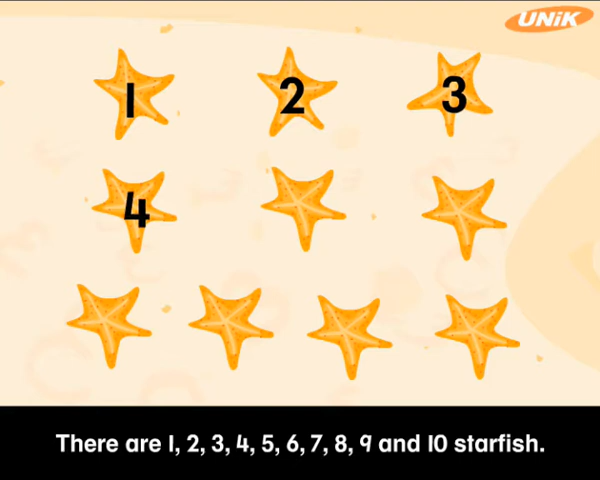 UNiK
1 2 3
4
There are 1, 2, 3, 4, 5, 6, 7, 8, 9 and 10 starfish.